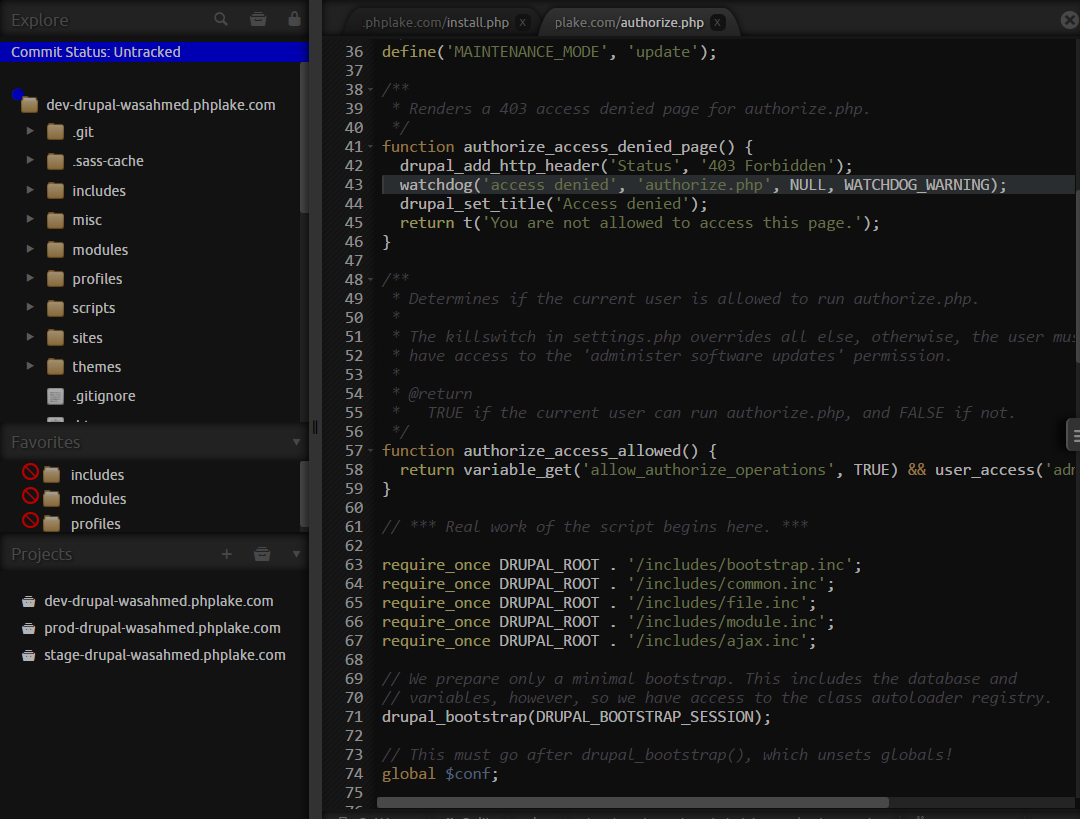 Explore
Commit Status: Untracked
dev-drupal-wasahmed.phplake.com
.git
.sass-cache
includes
misc
modules
profiles
scripts
sites
themes
.gitignore
Favorites
includes
modules
profiles
Projects
dev-drupal-wasahmed.phplake.com
prod-drupal-wasahmed.phplake.com
stage-drupal-wasahmed.phplake.com
.phplake.com/install.php x
plake.com/authorize.php x
36 define('MAINTENANCE_MODE', 'update');
37
38 /**
39  * Renders a 403 access denied page for authorize.php.
40  */
41 function authorize_access_denied_page() {
42   drupal_add_http_header('Status', '403 Forbidden');
43   watchdog('access denied', 'authorize.php', NULL, WATCHDOG_WARNING);
44   drupal_set_title('Access denied');
45   return t('You are not allowed to access this page.');
46 }
47
48 /**
49  * Determines if the current user is allowed to run authorize.php.
50  *
51  * The killswitch in settings.php overrides all else, otherwise, the user mus
52  * have access to the 'administer software updates' permission.
53  *
54  * @return
55  *   TRUE if the current user can run authorize.php, and FALSE if not.
56  */
57 function authorize_access_allowed() {
58   return variable_get('allow_authorize_operations', TRUE) && user_access('adm
59 }
60
61 // *** Real work of the script begins here. ***
62
63 require_once DRUPAL_ROOT . '/includes/bootstrap.inc';
64 require_once DRUPAL_ROOT . '/includes/common.inc';
65 require_once DRUPAL_ROOT . '/includes/file.inc';
66 require_once DRUPAL_ROOT . '/includes/module.inc';
67 require_once DRUPAL_ROOT . '/includes/ajax.inc';
68
69 // We prepare only a minimal bootstrap. This includes the database and
70 // variables, however, so we have access to the class autoloader registry.
71 drupal_bootstrap(DRUPAL_BOOTSTRAP_SESSION);
72
73 // This must go after drupal_bootstrap(), which unsets globals!
74 global $conf;
75